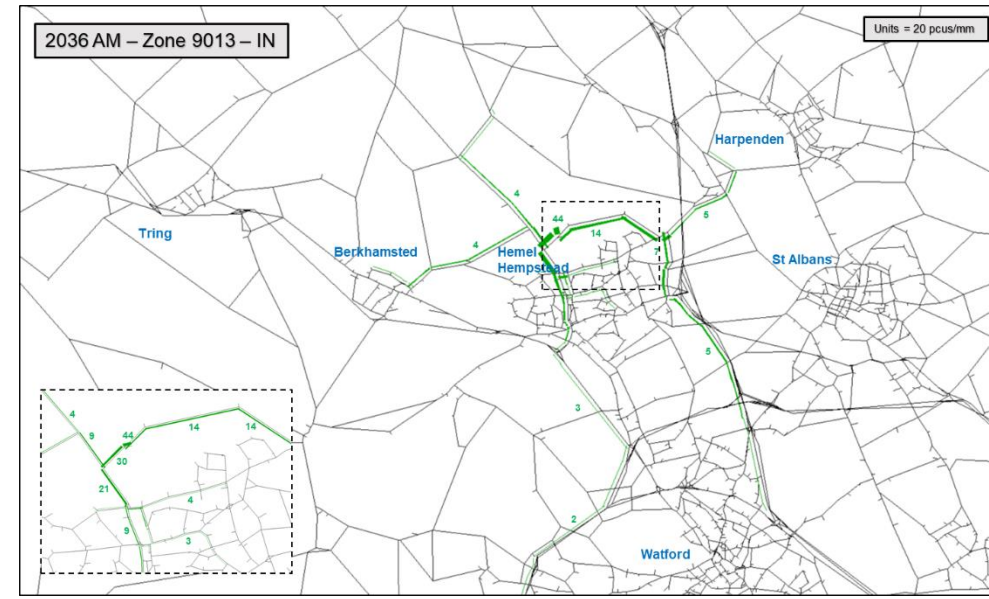 2036 AM – Zone 9013 – IN
Units = 20 pcus/mm
Harpenden
4
44
14
5
Tring
Berkhamsted
4
Hemel
Hempstead
7
St Albans
5
3
4
9
44
14
14
30
21
4
9
3
2
Watford